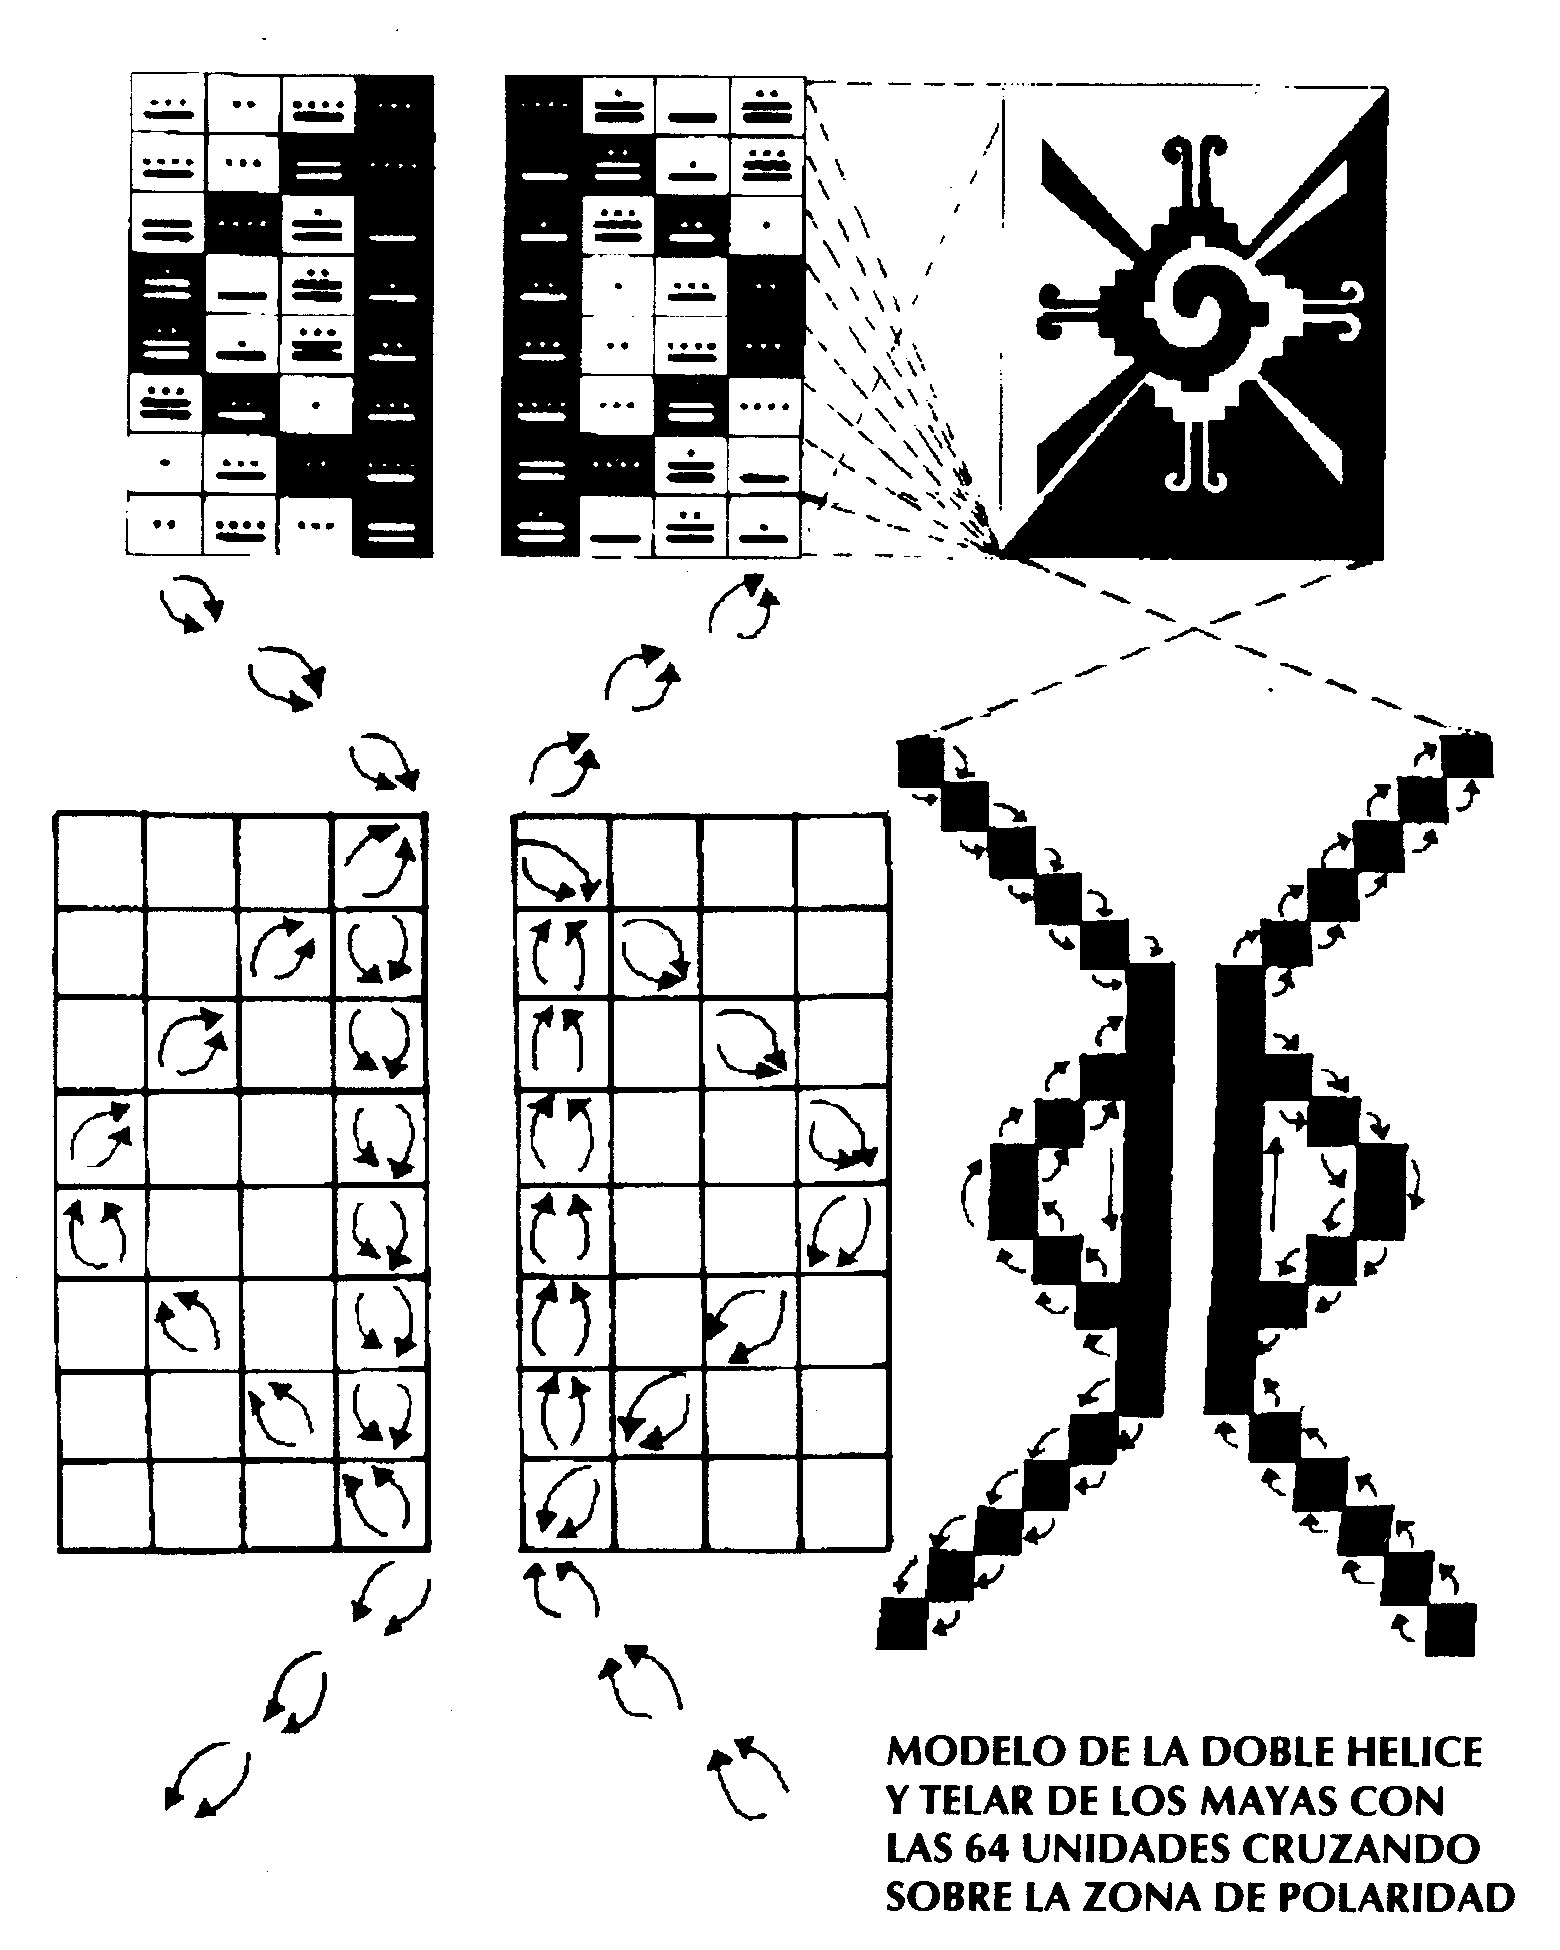 MODELO DE LA DOBLE HELICE
Y TELAR DE LOS MAYAS CON
LAS 64 UNIDADES CRUZANDO
SOBRE LA ZONA DE POLARIDAD